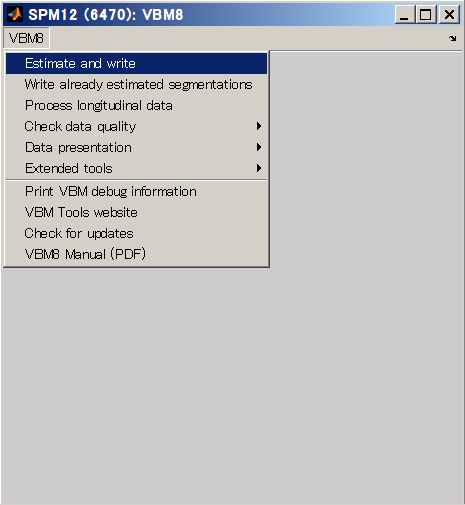 SPM12 (6470): VBM8
VBM8
Estimate and write
Write already estimated segmentations
Process longitudinal data
Check data quality
Data presentation
Extended tools
Print VBM debug information
VBM Tools website
Check for updates
VBM8 Manual (PDF)